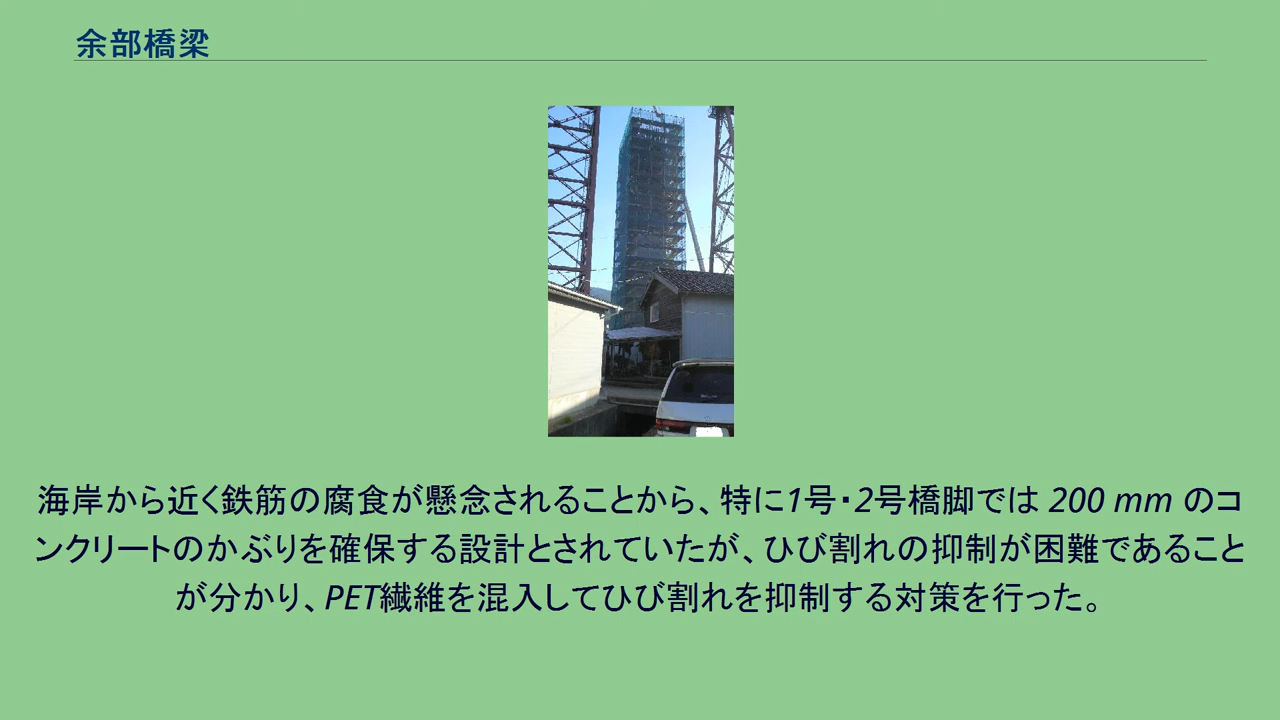 余部橋梁
海岸から近く鉄筋の腐食が懸念されることから、特に1号・2号橋脚では 200 mm のコ
ンクリートのかぶりを確保する設計とされていたが、ひび割れの抑制が困難であること
が分かり、PET繊維を混入してひび割れを抑制する対策を行った。